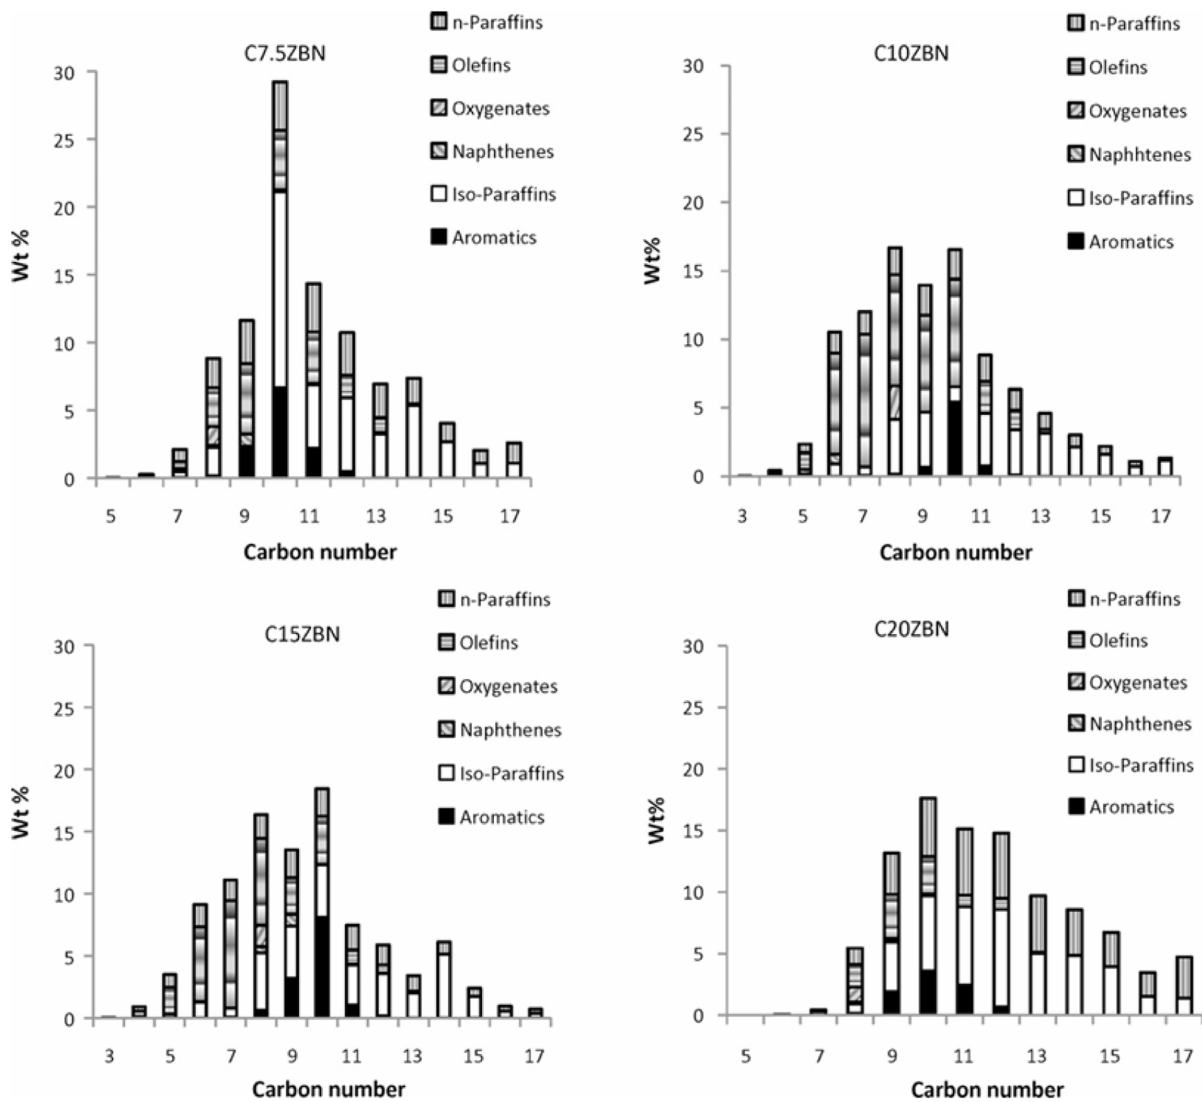 C7.5ZBN
n-Paraffins
Olefins
Oxygenates
Naphthenes
Iso-Paraffins
Aromatics
Wt %
30
25
20
15
10
5
0
5 7 9 11 13 15 17
Carbon number
C10ZBN
n-Paraffins
Olefins
Oxygenates
Naphhtenes
Iso-Paraffins
Aromatics
Wt%
30
25
20
15
10
5
0
3 5 7 9 11 13 15 17
Carbon number
C15ZBN
n-Paraffins
Olefins
Oxygenates
Naphthenes
Iso-Paraffins
Aromatics
Wt %
30
25
20
15
10
5
0
3 5 7 9 11 13 15 17
Carbon number
C20ZBN
n-Paraffins
Olefins
Oxygenates
Naphthenes
Iso-Paraffins
Aromatics
Wt%
30
25
20
15
10
5
0
5 7 9 11 13 15 17
Carbon number